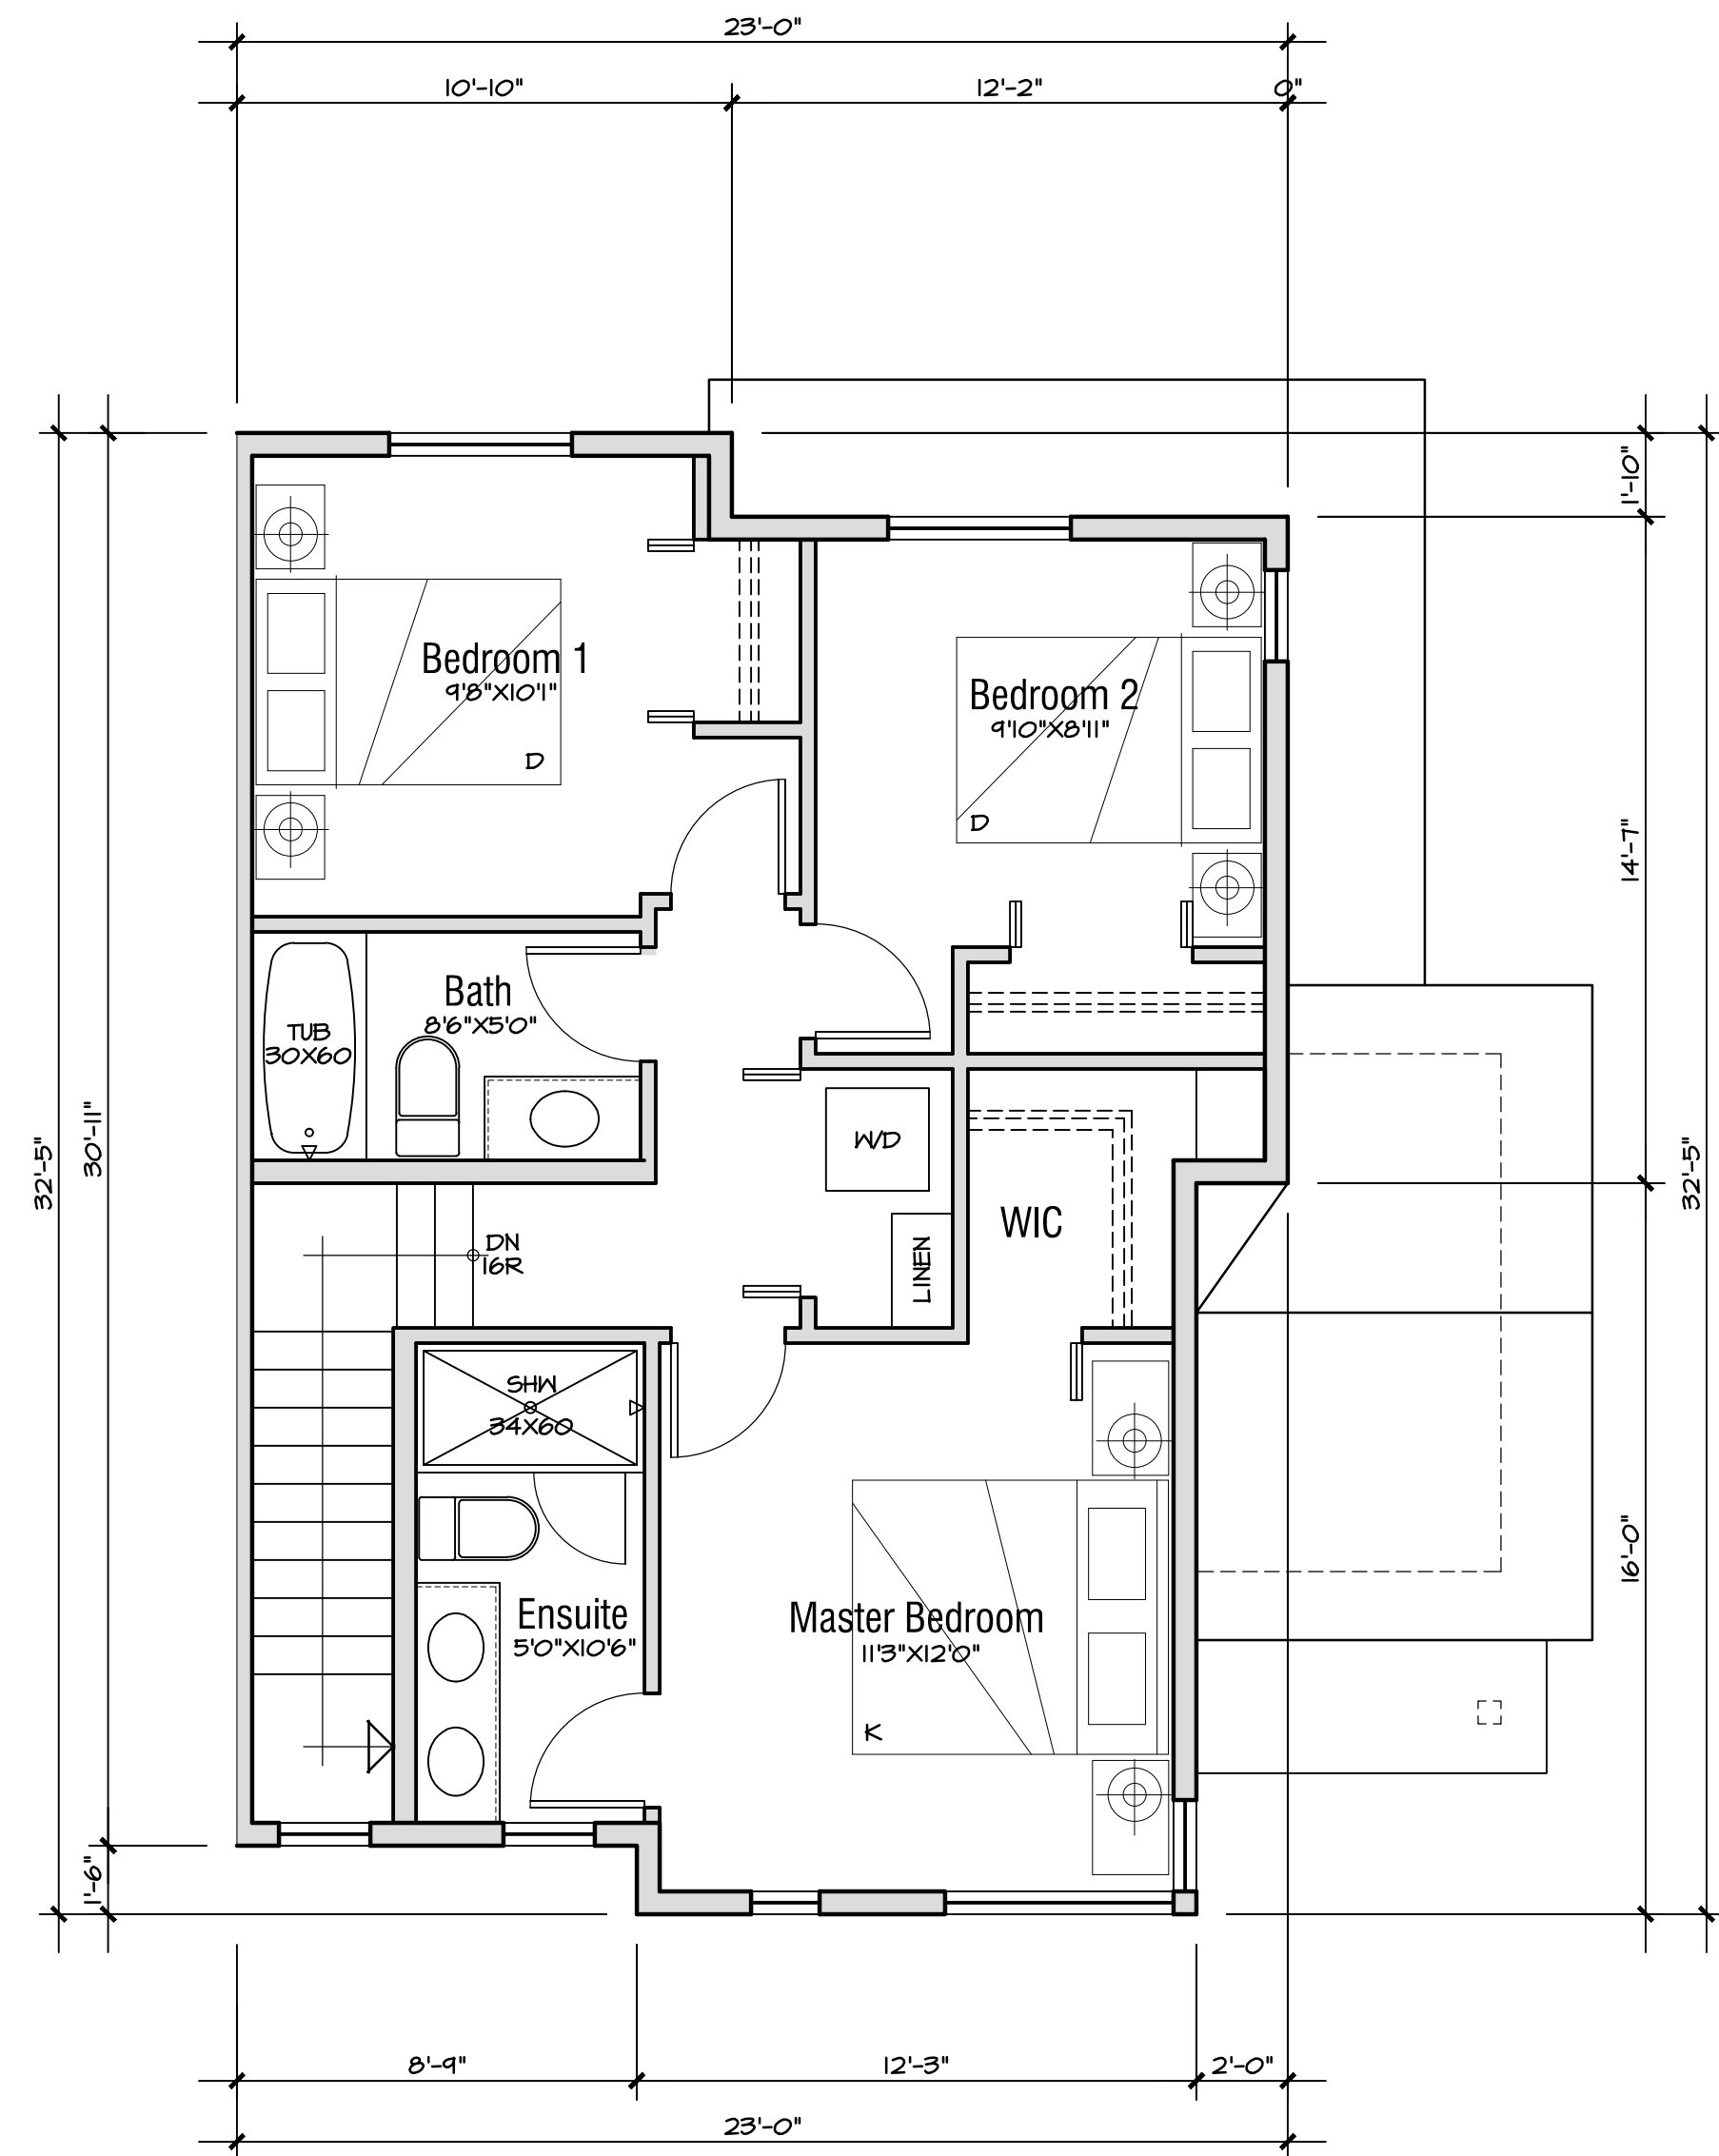 23'-0"
10'-10"
12'-2"
0"
1'-10"
Bedroom 1
9'8"X10'1"
D
Bedroom 2
9'10"X8'11"
D
14'-7"
Bath
8'6"X5'0"
TUB
30X60
32'-5"
30'-11"
W/D
32'-5"
WIC
DN
16R
LINEN
SHW
34X60
16'-0"
Ensuite
5'0"X10'6"
Master Bedroom
11'3"X12'0"
K
1'-6"
8'-9"
12'-3"
2'-0"
23'-0"